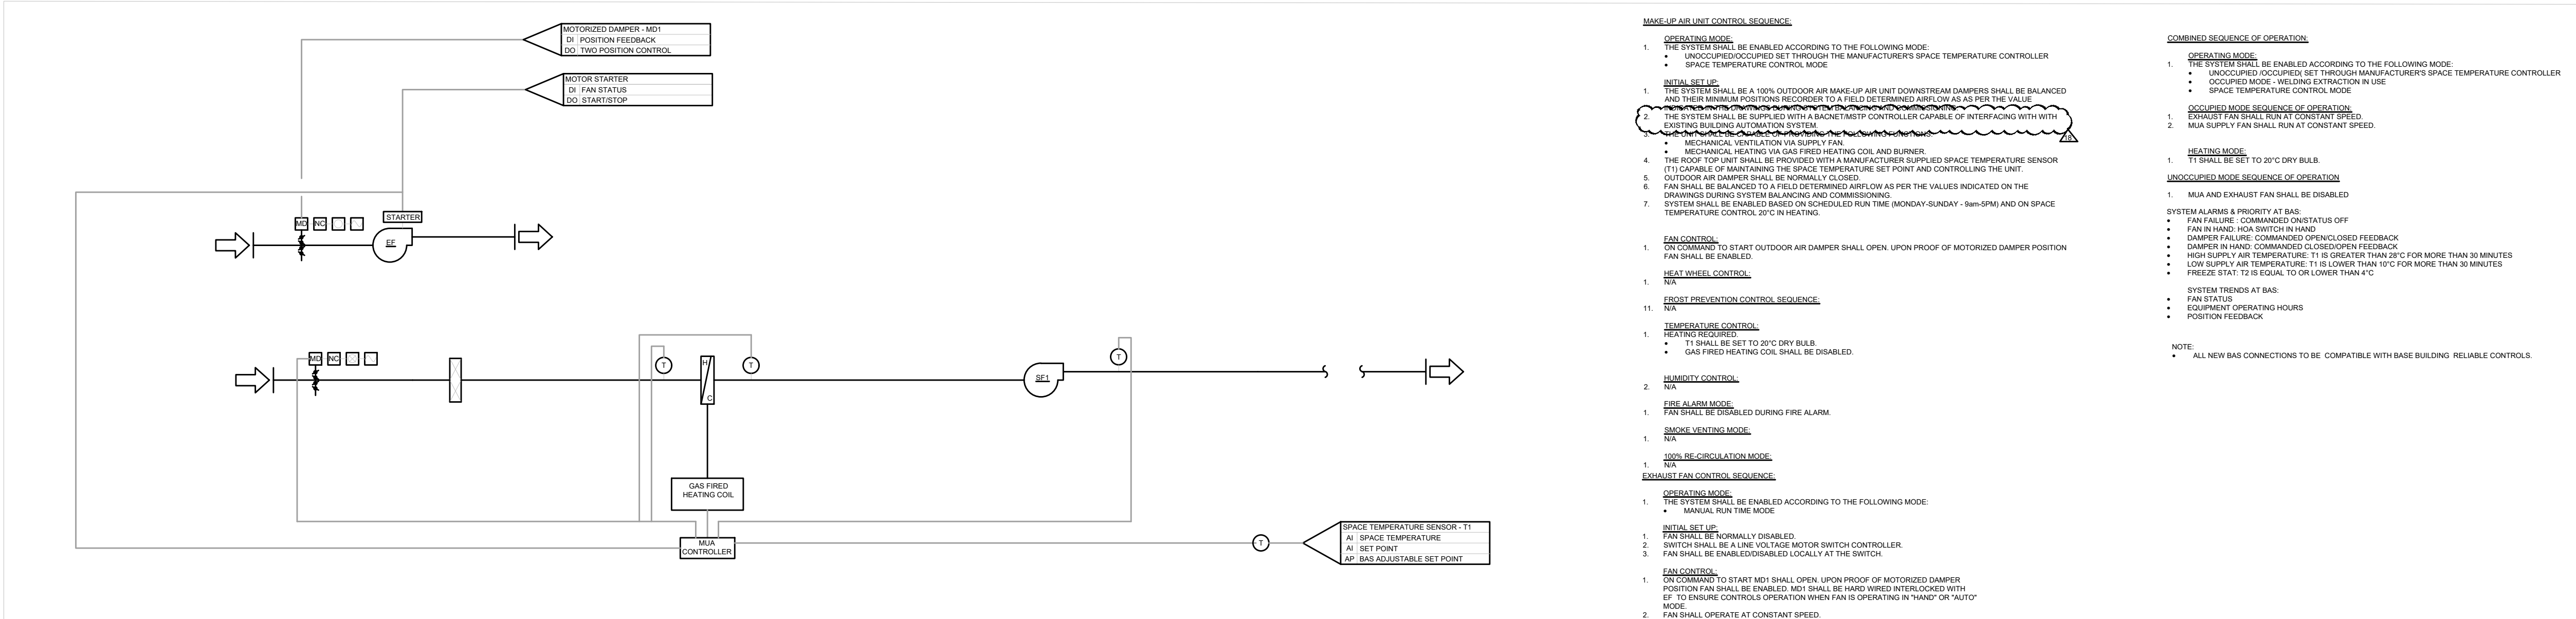 MOTORIZED DAMPER - MD1
DI POSITION FEEDBACK
DO TWO POSITION CONTROL
MOTOR STARTER
DI FAN STATUS
DO START/STOP
MD NC
STARTER
EF
MD NC
T
H
C
T
SF1
T
GAS FIRED
HEATING COIL
MUA
CONTROLLER
T
SPACE TEMPERATURE SENSOR - T1
AI SPACE TEMPERATURE
AI SET POINT
AP BAS ADJUSTABLE SET POINT
MAKE-UP AIR UNIT CONTROL SEQUENCE:
OPERATING MODE:
1. THE SYSTEM SHALL BE ENABLED ACCORDING TO THE FOLLOWING MODE:
• UNOCCUPIED/OCCUPIED SET THROUGH THE MANUFACTURER'S SPACE TEMPERATURE CONTROLLER
• SPACE TEMPERATURE CONTROL MODE
INITIAL SET UP:
1. THE SYSTEM SHALL BE A 100% OUTDOOR AIR MAKE-UP AIR UNIT DOWNSTREAM DAMPERS SHALL BE BALANCED
AND THEIR MINIMUM POSITIONS RECORDER TO A FIELD DETERMINED AIRFLOW AS AS PER THE VALUE
INDICATED IN THE DRAWINGS DURING SYSTEM BALANCING AND COMMISSIONING.
2. THE SYSTEM SHALL BE SUPPLIED WITH A BACNET/MSTP CONTROLLER CAPABLE OF INTERFACING WITH WITH
EXISTING BUILDING AUTOMATION SYSTEM.
18
3. THE UNIT SHALL BE CAPABLE OF PROVIDING THE FOLLOWING FUNCTIONS:
• MECHANICAL VENTILATION VIA SUPPLY FAN.
• MECHANICAL HEATING VIA GAS FIRED HEATING COIL AND BURNER.
4. THE ROOF TOP UNIT SHALL BE PROVIDED WITH A MANUFACTURER SUPPLIED SPACE TEMPERATURE SENSOR
(T1) CAPABLE OF MAINTAINING THE SPACE TEMPERATURE SET POINT AND CONTROLLING THE UNIT.
5. OUTDOOR AIR DAMPER SHALL BE NORMALLY CLOSED.
6. FAN SHALL BE BALANCED TO A FIELD DETERMINED AIRFLOW AS PER THE VALUES INDICATED ON THE
DRAWINGS DURING SYSTEM BALANCING AND COMMISSIONING.
7. SYSTEM SHALL BE ENABLED BASED ON SCHEDULED RUN TIME (MONDAY-SUNDAY - 9am-5PM) AND ON SPACE
TEMPERATURE CONTROL 20°C IN HEATING.
FAN CONTROL:
1. ON COMMAND TO START OUTDOOR AIR DAMPER SHALL OPEN. UPON PROOF OF MOTORIZED DAMPER POSITION
FAN SHALL BE ENABLED.
HEAT WHEEL CONTROL:
1. N/A
FROST PREVENTION CONTROL SEQUENCE:
11. N/A
TEMPERATURE CONTROL:
1. HEATING REQUIRED.
• T1 SHALL BE SET TO 20°C DRY BULB.
• GAS FIRED HEATING COIL SHALL BE DISABLED.
HUMIDITY CONTROL:
2. N/A
FIRE ALARM MODE:
1. FAN SHALL BE DISABLED DURING FIRE ALARM.
SMOKE VENTING MODE:
1. N/A
100% RE-CIRCULATION MODE:
1. N/A
EXHAUST FAN CONTROL SEQUENCE:
OPERATING MODE:
1. THE SYSTEM SHALL BE ENABLED ACCORDING TO THE FOLLOWING MODE:
• MANUAL RUN TIME MODE
INITIAL SET UP:
1. FAN SHALL BE NORMALLY DISABLED.
2. SWITCH SHALL BE A LINE VOLTAGE MOTOR SWITCH CONTROLLER.
3. FAN SHALL BE ENABLED/DISABLED LOCALLY AT THE SWITCH.
FAN CONTROL:
1. ON COMMAND TO START MD1 SHALL OPEN. UPON PROOF OF MOTORIZED DAMPER
POSITION FAN SHALL BE ENABLED. MD1 SHALL BE HARD WIRED INTERLOCKED WITH
EF TO ENSURE CONTROLS OPERATION WHEN FAN IS OPERATING IN "HAND" OR "AUTO"
MODE.
2. FAN SHALL OPERATE AT CONSTANT SPEED.
COMBINED SEQUENCE OF OPERATION:
OPERATING MODE:
1. THE SYSTEM SHALL BE ENABLED ACCORDING TO THE FOLLOWING MODE:
• UNOCCUPIED /OCCUPIED( SET THROUGH MANUFACTURER'S SPACE TEMPERATURE CONTROLLER
• OCCUPIED MODE - WELDING EXTRACTION IN USE
• SPACE TEMPERATURE CONTROL MODE
OCCUPIED MODE SEQUENCE OF OPERATION:
1. EXHAUST FAN SHALL RUN AT CONSTANT SPEED.
2. MUA SUPPLY FAN SHALL RUN AT CONSTANT SPEED.
HEATING MODE:
1. T1 SHALL BE SET TO 20°C DRY BULB.
UNOCCUPIED MODE SEQUENCE OF OPERATION
1. MUA AND EXHAUST FAN SHALL BE DISABLED
SYSTEM ALARMS & PRIORITY AT BAS:
• FAN FAILURE : COMMANDED ON/STATUS OFF
• FAN IN HAND: HOA SWITCH IN HAND
• DAMPER FAILURE: COMMANDED OPEN/CLOSED FEEDBACK
• DAMPER IN HAND: COMMANDED CLOSED/OPEN FEEDBACK
• HIGH SUPPLY AIR TEMPERATURE: T1 IS GREATER THAN 28°C FOR MORE THAN 30 MINUTES
• LOW SUPPLY AIR TEMPERATURE: T1 IS LOWER THAN 10°C FOR MORE THAN 30 MINUTES
• FREEZE STAT: T2 IS EQUAL TO OR LOWER THAN 4°C
SYSTEM TRENDS AT BAS:
• FAN STATUS
• EQUIPMENT OPERATING HOURS
• POSITION FEEDBACK
NOTE:
• ALL NEW BAS CONNECTIONS TO BE COMPATIBLE WITH BASE BUILDING RELIABLE CONTROLS.